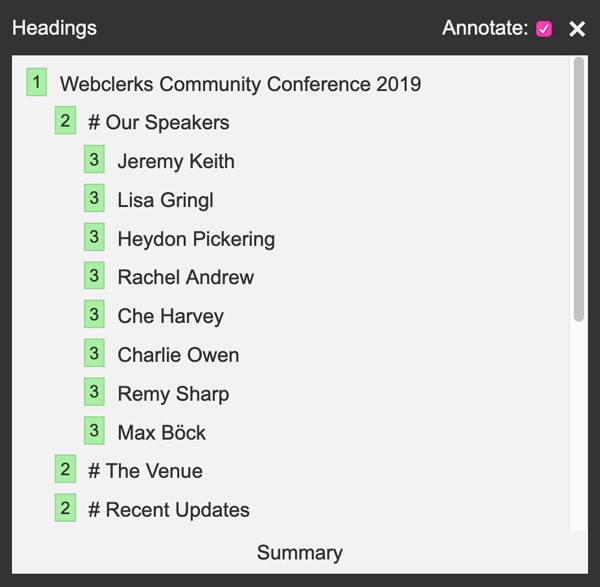 Headings Annotate:
1 Webclerks Community Conference 2019
2 # Our Speakers
3 Jeremy Keith
3 Lisa Gringl
3 Heydon Pickering
3 Rachel Andrew
3 Che Harvey
3 Charlie Owen
3 Remy Sharp
3 Max Böck
2 # The Venue
2 # Recent Updates
Summary